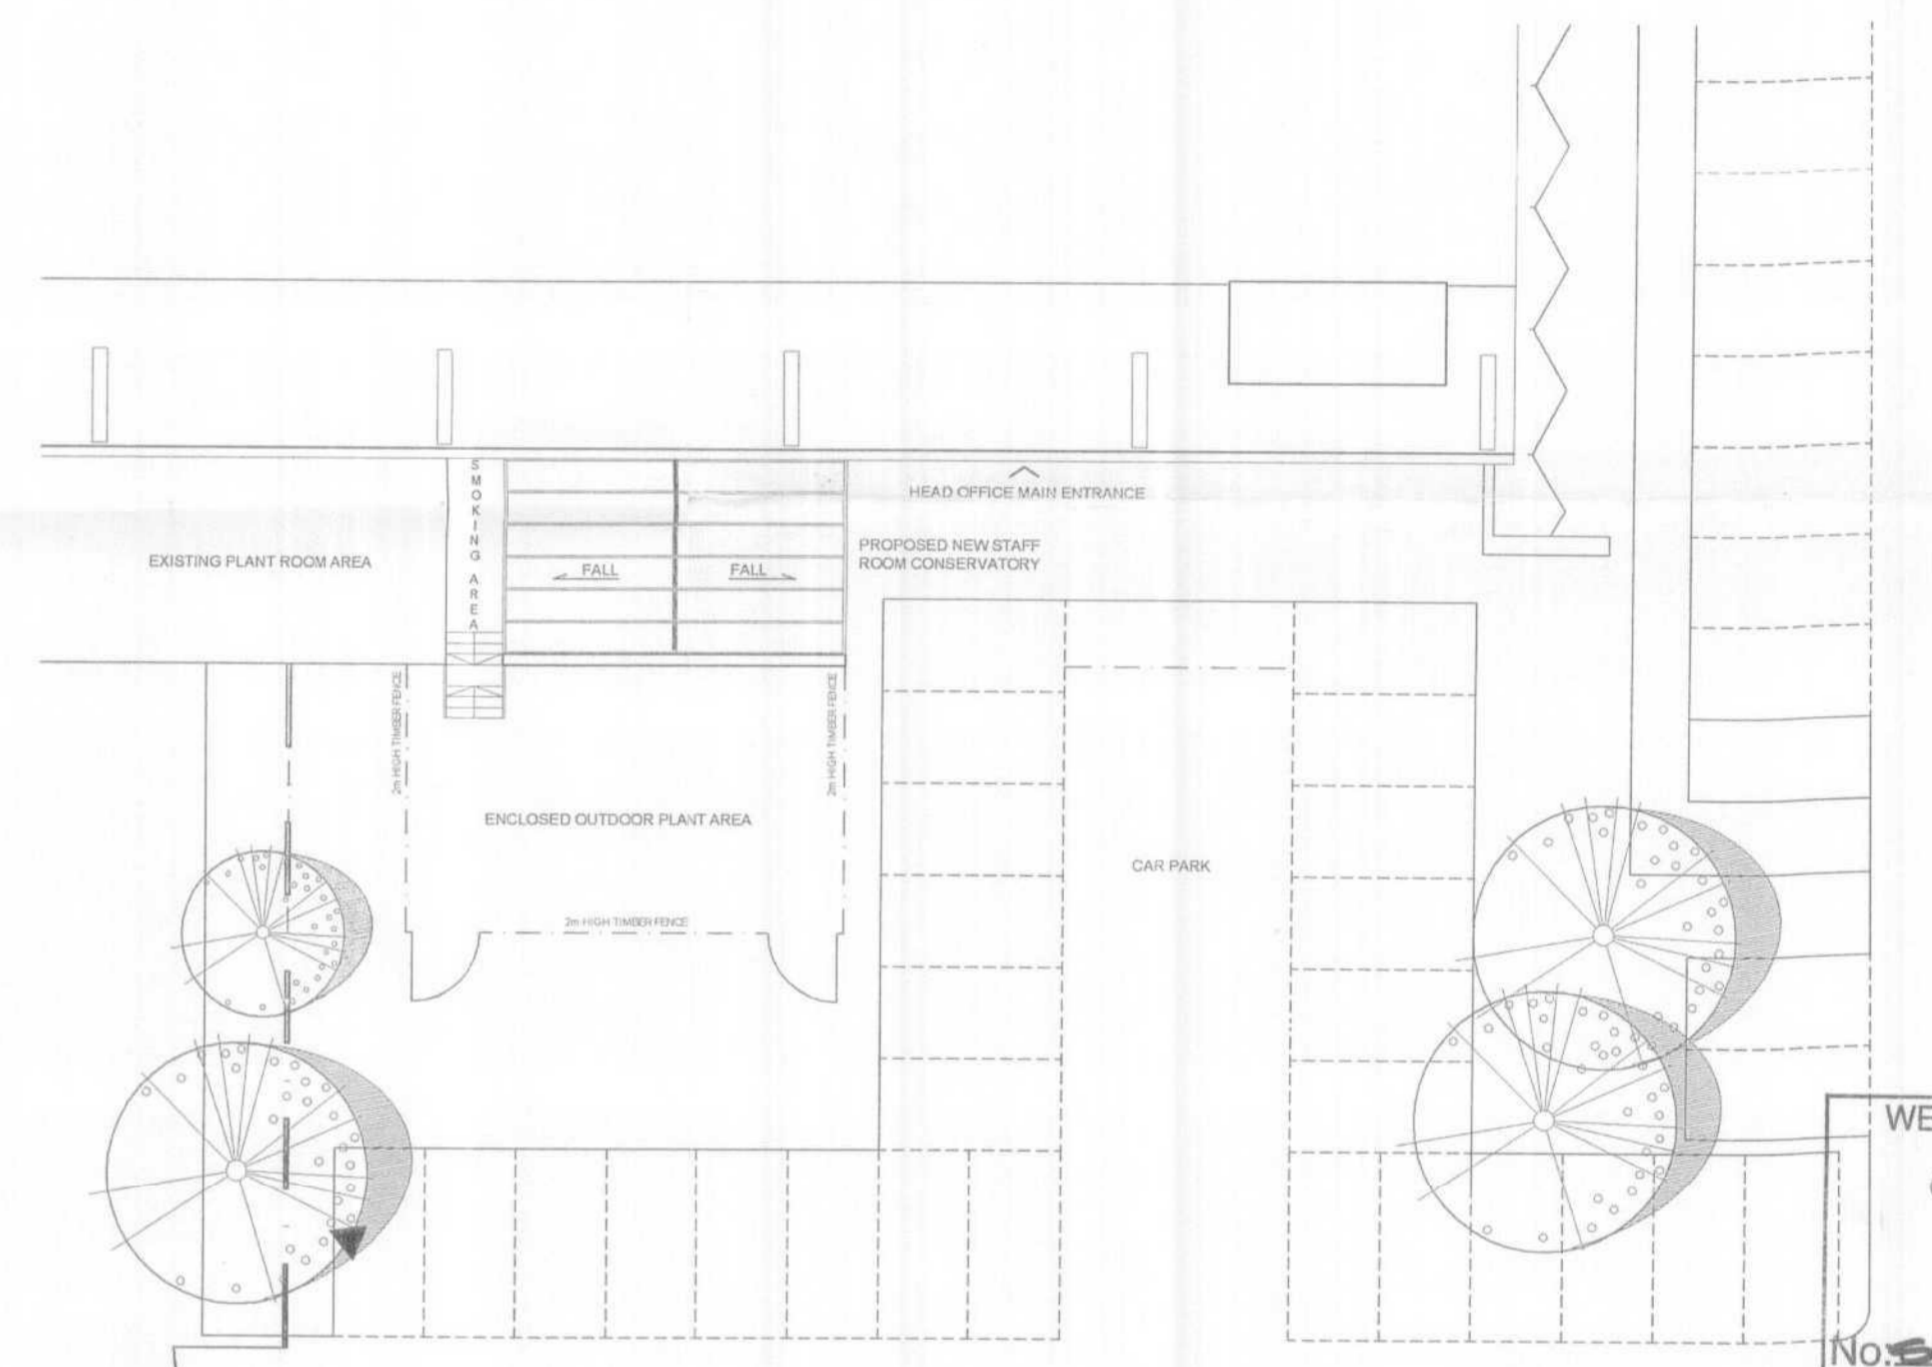 HEAD OFFICE MAIN ENTRANCE
SMOKING AREA
EXISTING PLANT ROOM AREA
FALL
FALL
PROPOSED NEW STAFF
ROOM CONSERVATORY
2m HIGH TIMBER FENCE
2m HIGH TIMBER FENCE
ENCLOSED OUTDOOR PLANT AREA
CAR PARK
2m HIGH TIMBER FENCE
WE
No.